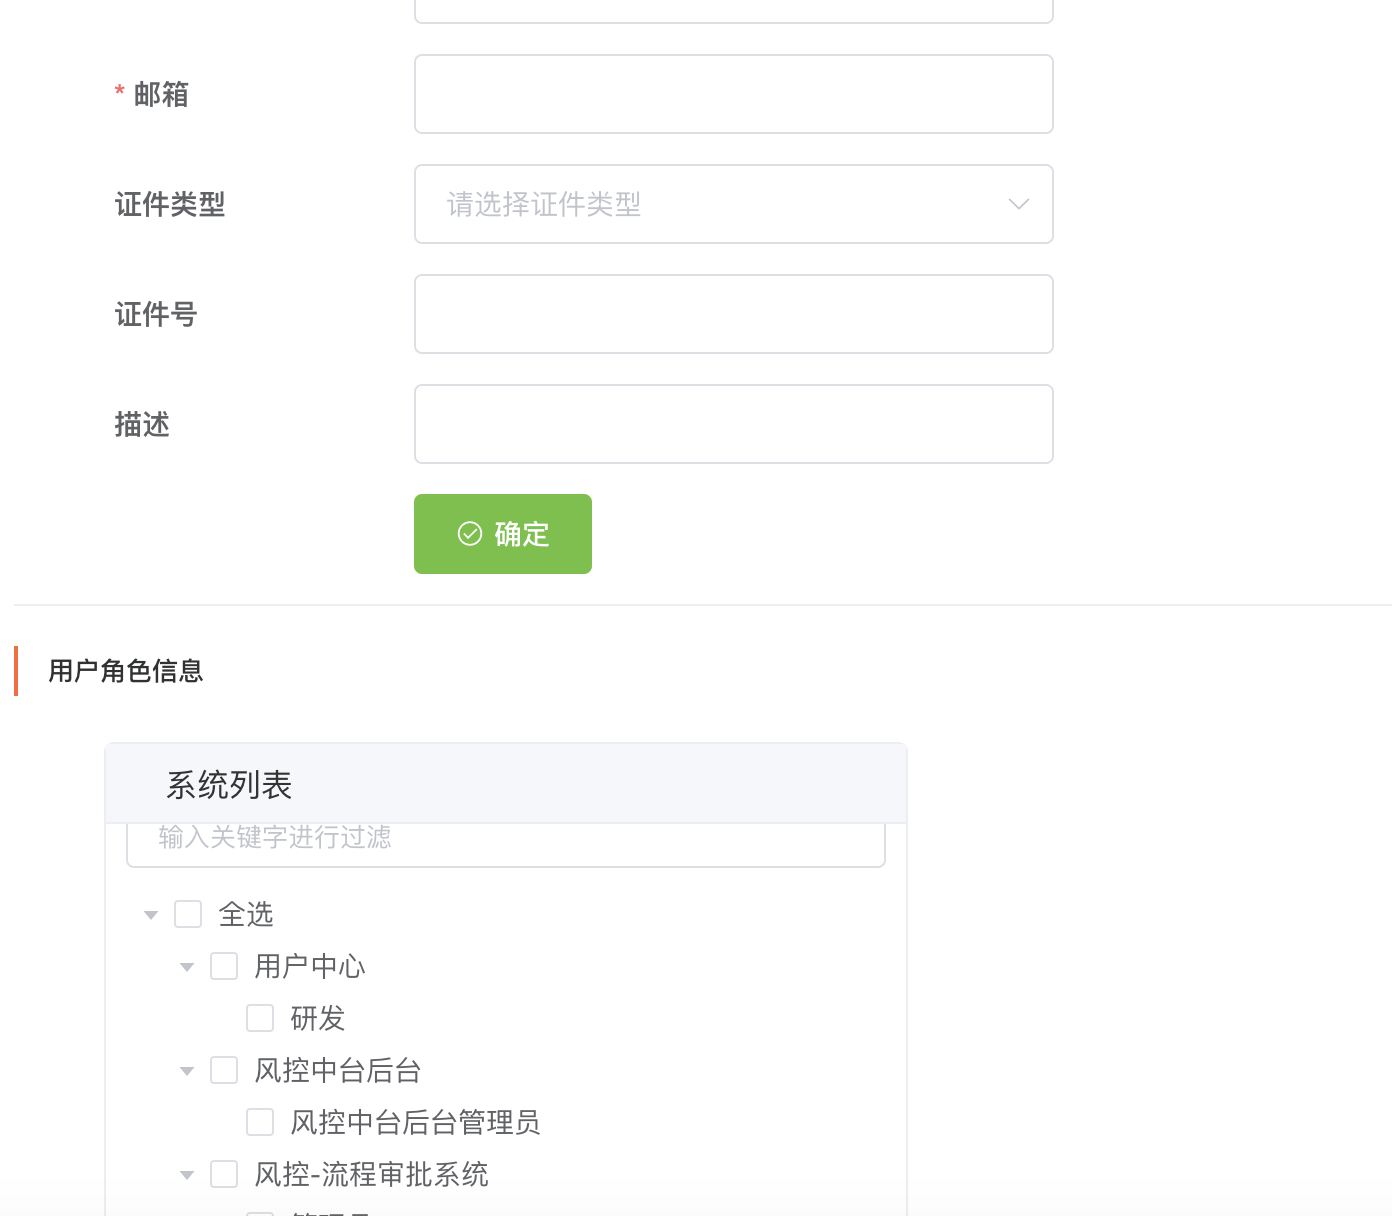 * 邮箱
证件类型
请选择证件类型
证件号
描述
确定
用户角色信息
系统列表
输入关键字进行过滤
全选
用户中心
研发
风控中台后台
风控中台后台管理员
风控-流程审批系统